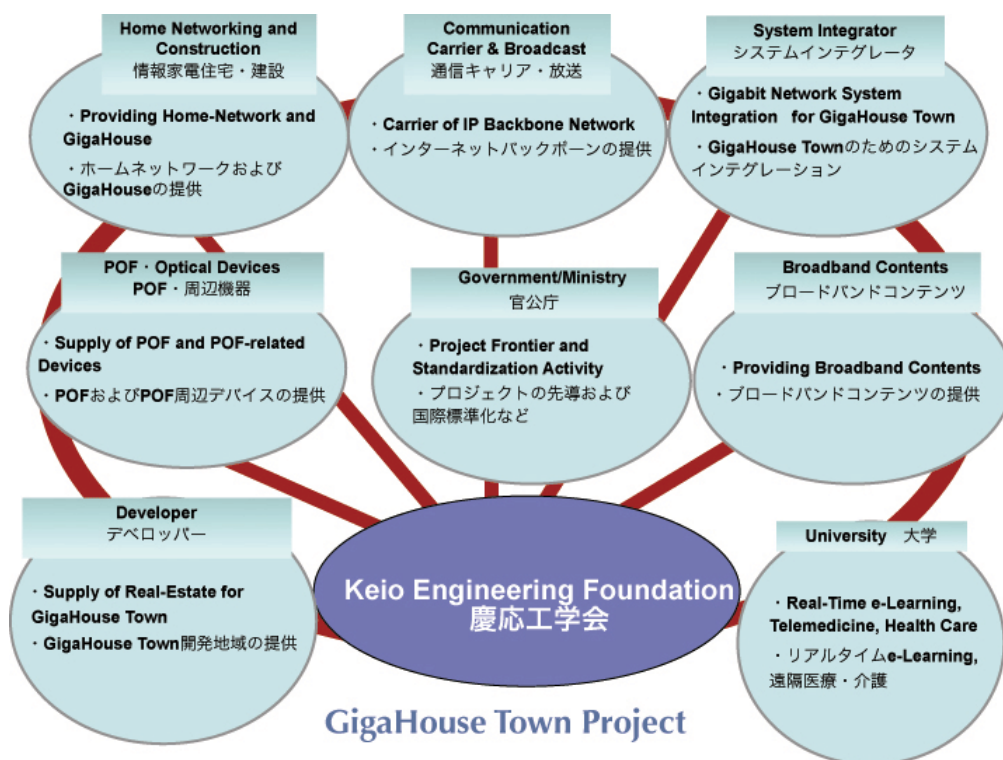 Home Networking and
Construction
情報家電住宅・建設
・Providing Home-Network and
GigaHouse
・ホームネットワークおよび
GigaHouseの提供
Communication
Carrier & Broadcast
通信キャリア・放送
・Carrier of IP Backbone Network
・インターネットバックボーンの提供
System Integrator
システムインテグレータ
・Gigabit Network System
Integration for GigaHouse Town
・GigaHouse Townのためのシステム
インテグレーション
POF・Optical Devices
POF・周辺機器
・Supply of POF and POF-related
Devices
・POFおよびPOF周辺デバイスの提供
Government/Ministry
官公庁
・Project Frontier and
Standardization Activity
・プロジェクトの先導および
国際標準化など
Broadband Contents
ブロードバンドコンテンツ
・Providing Broadband Contents
・ブロードバンドコンテンツの提供
Developer
デベロッパー
・Supply of Real-Estate for
GigaHouse Town
・GigaHouse Town開発地域の提供
Keio Engineering Foundation
慶応工学会
University 大学
・Real-Time e-Learning,
Telemedicine, Health Care
・リアルタイムe-Learning,
遠隔医療・介護
GigaHouse Town Project